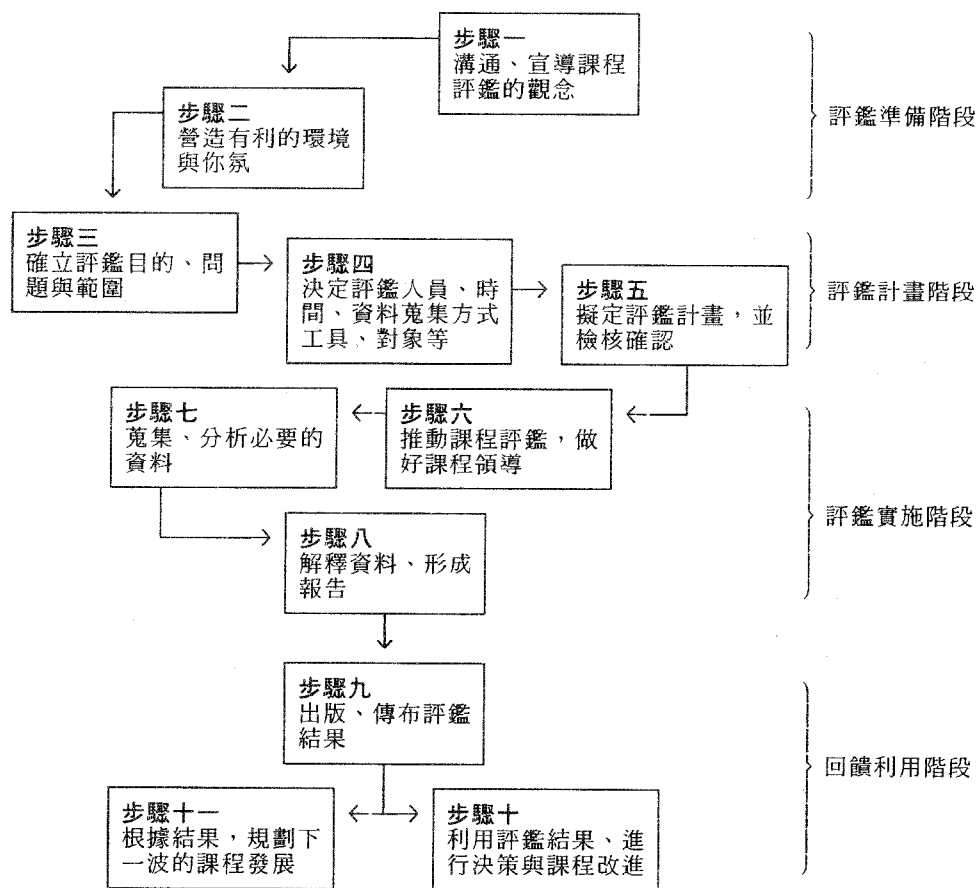 步驟一
溝通、宣導課程
評鑑的觀念
步驟二
營造有利的環境
與你氛
評鑑準備階段
步驟三
確立評鑑目的、問
題與範圍
步驟四
決定評鑑人員、時
間、資料蒐集方式
工具、對象等
步驟五
擬定評鑑計畫，並
檢核確認
評鑑計畫階段
步驟六
推動課程評鑑，做
好課程領導
步驟七
蒐集、分析必要的
資料
步驟八
解釋資料、形成
報告
評鑑實施階段
步驟九
出版、傳布評鑑
結果
步驟十
利用評鑑結果、進
行決策與課程改進
步驟十一
根據結果，規劃下
一波的課程發展
回饋利用階段